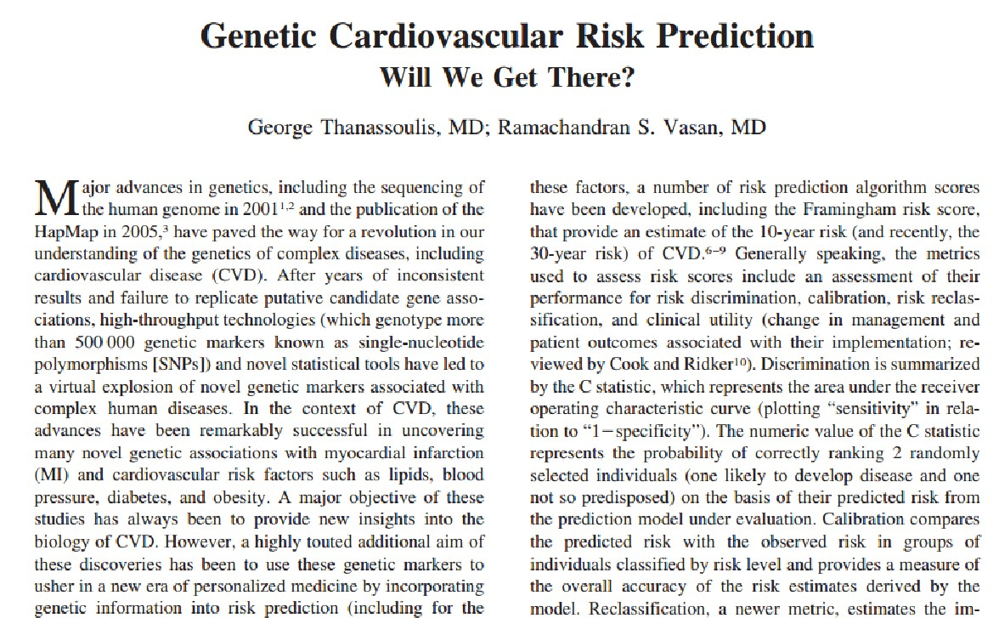 Genetic Cardiovascular Risk Prediction
Will We Get There?
George Thanassoulis, MD; Ramachandran S. Vasan, MD
Major advances in genetics, including the sequencing of
the human genome in 2001¹,² and the publication of the
HapMap in 2005,³ have paved the way for a revolution in our
understanding of the genetics of complex diseases, including
cardiovascular disease (CVD). After years of inconsistent
results and failure to replicate putative candidate gene asso-
ciations, high-throughput technologies (which genotype more
than 500 000 genetic markers known as single-nucleotide
polymorphisms [SNPs]) and novel statistical tools have led to
a virtual explosion of novel genetic markers associated with
complex human diseases. In the context of CVD, these
advances have been remarkably successful in uncovering
many novel genetic associations with myocardial infarction
(MI) and cardiovascular risk factors such as lipids, blood
pressure, diabetes, and obesity. A major objective of these
studies has always been to provide new insights into the
biology of CVD. However, a highly touted additional aim of
these discoveries has been to use these genetic markers to
usher in a new era of personalized medicine by incorporating
genetic information into risk prediction (including for the
these factors, a number of risk prediction algorithm scores
have been developed, including the Framingham risk score,
that provide an estimate of the 10-year risk (and recently, the
30-year risk) of CVD.⁶⁻⁹ Generally speaking, the metrics
used to assess risk scores include an assessment of their
performance for risk discrimination, calibration, risk reclas-
sification, and clinical utility (change in management and
patient outcomes associated with their implementation; re-
viewed by Cook and Ridker¹⁰). Discrimination is summarized
by the C statistic, which represents the area under the receiver
operating characteristic curve (plotting “sensitivity” in rela-
tion to “1−specificity”). The numeric value of the C statistic
represents the probability of correctly ranking 2 randomly
selected individuals (one likely to develop disease and one
not so predisposed) on the basis of their predicted risk from
the prediction model under evaluation. Calibration compares
the predicted risk with the observed risk in groups of
individuals classified by risk level and provides a measure of
the overall accuracy of the risk estimates derived by the
model. Reclassification, a newer metric, estimates the im-